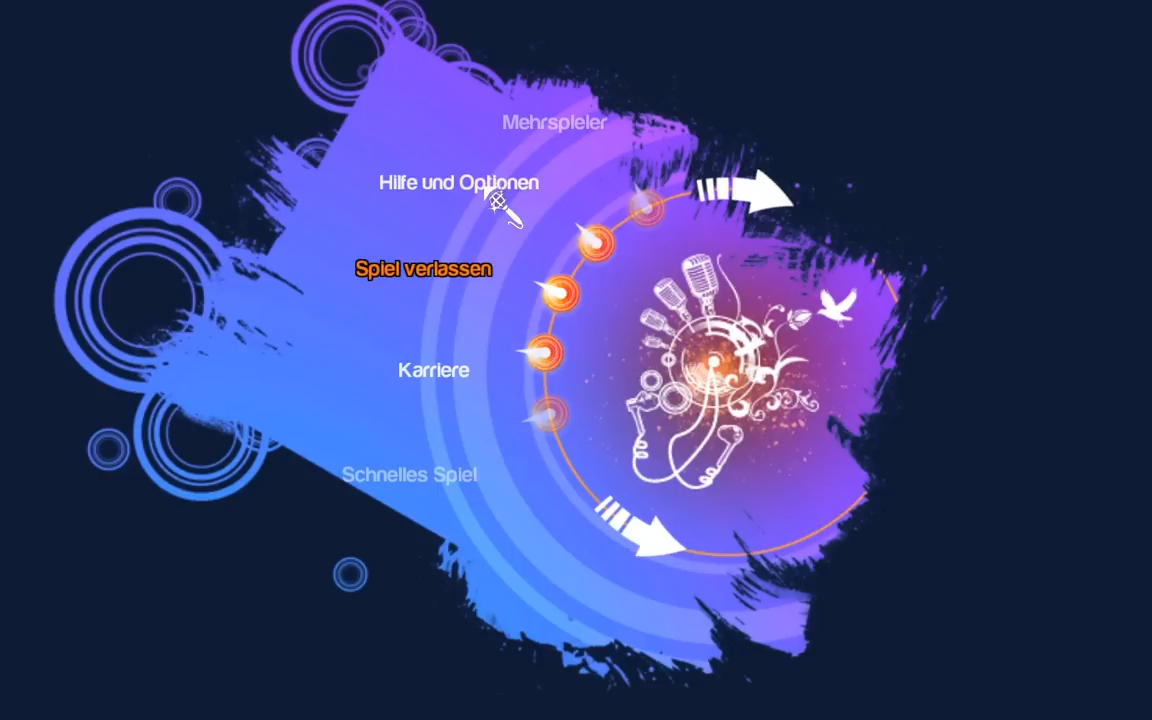 Mehrspieler
Hilfe und Optionen
Spiel verlassen
Karriere
Schnelles Spiel